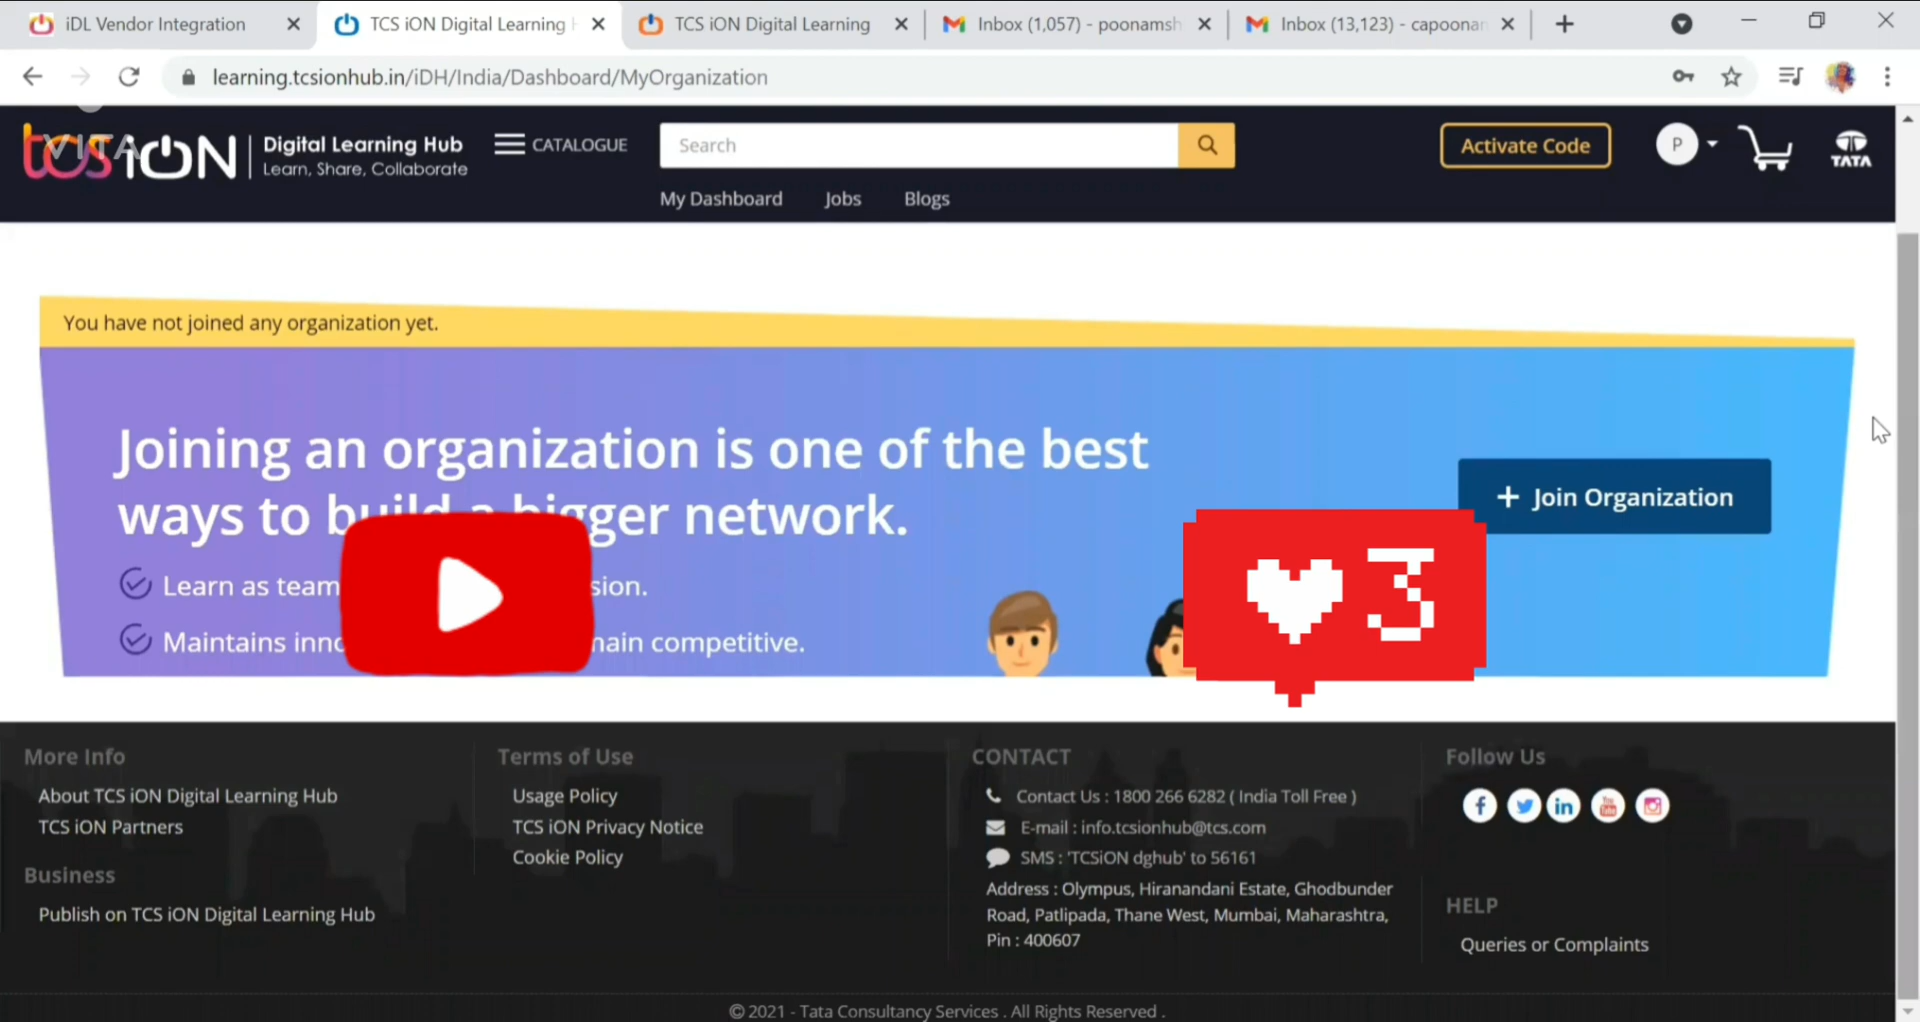 iDL Vendor Integration
TCS iON Digital Learning
TCS iON Digital Learning
Inbox (1,057) - poonamsh
Inbox (13,123) - capoonan
learning.tcsionhub.in/iDH/India/Dashboard/MyOrganization
VITA
tcs iON
Digital Learning Hub
Learn, Share, Collaborate
CATALOGUE
Search
Activate Code
P
TATA
My Dashboard
Jobs
Blogs
You have not joined any organization yet.
Joining an organization is one of the best
ways to build a bigger network.
+ Join Organization
Learn as team sion.
Maintains competitive.
3
More Info
About TCS iON Digital Learning Hub
TCS iON Partners
Business
Publish on TCS iON Digital Learning Hub
Terms of Use
Usage Policy
TCS iON Privacy Notice
Cookie Policy
CONTACT
Contact Us : 1800 266 6282 ( India Toll Free )
E-mail : info.tcsionhub@tcs.com
SMS : 'TCSiON dghub' to 56161
Address : Olympus, Hiranandani Estate, Ghodbunder
Road, Patlipada, Thane West, Mumbai, Maharashtra,
Pin : 400607
Follow Us
HELP
Queries or Complaints
© 2021 - Tata Consultancy Services . All Rights Reserved .